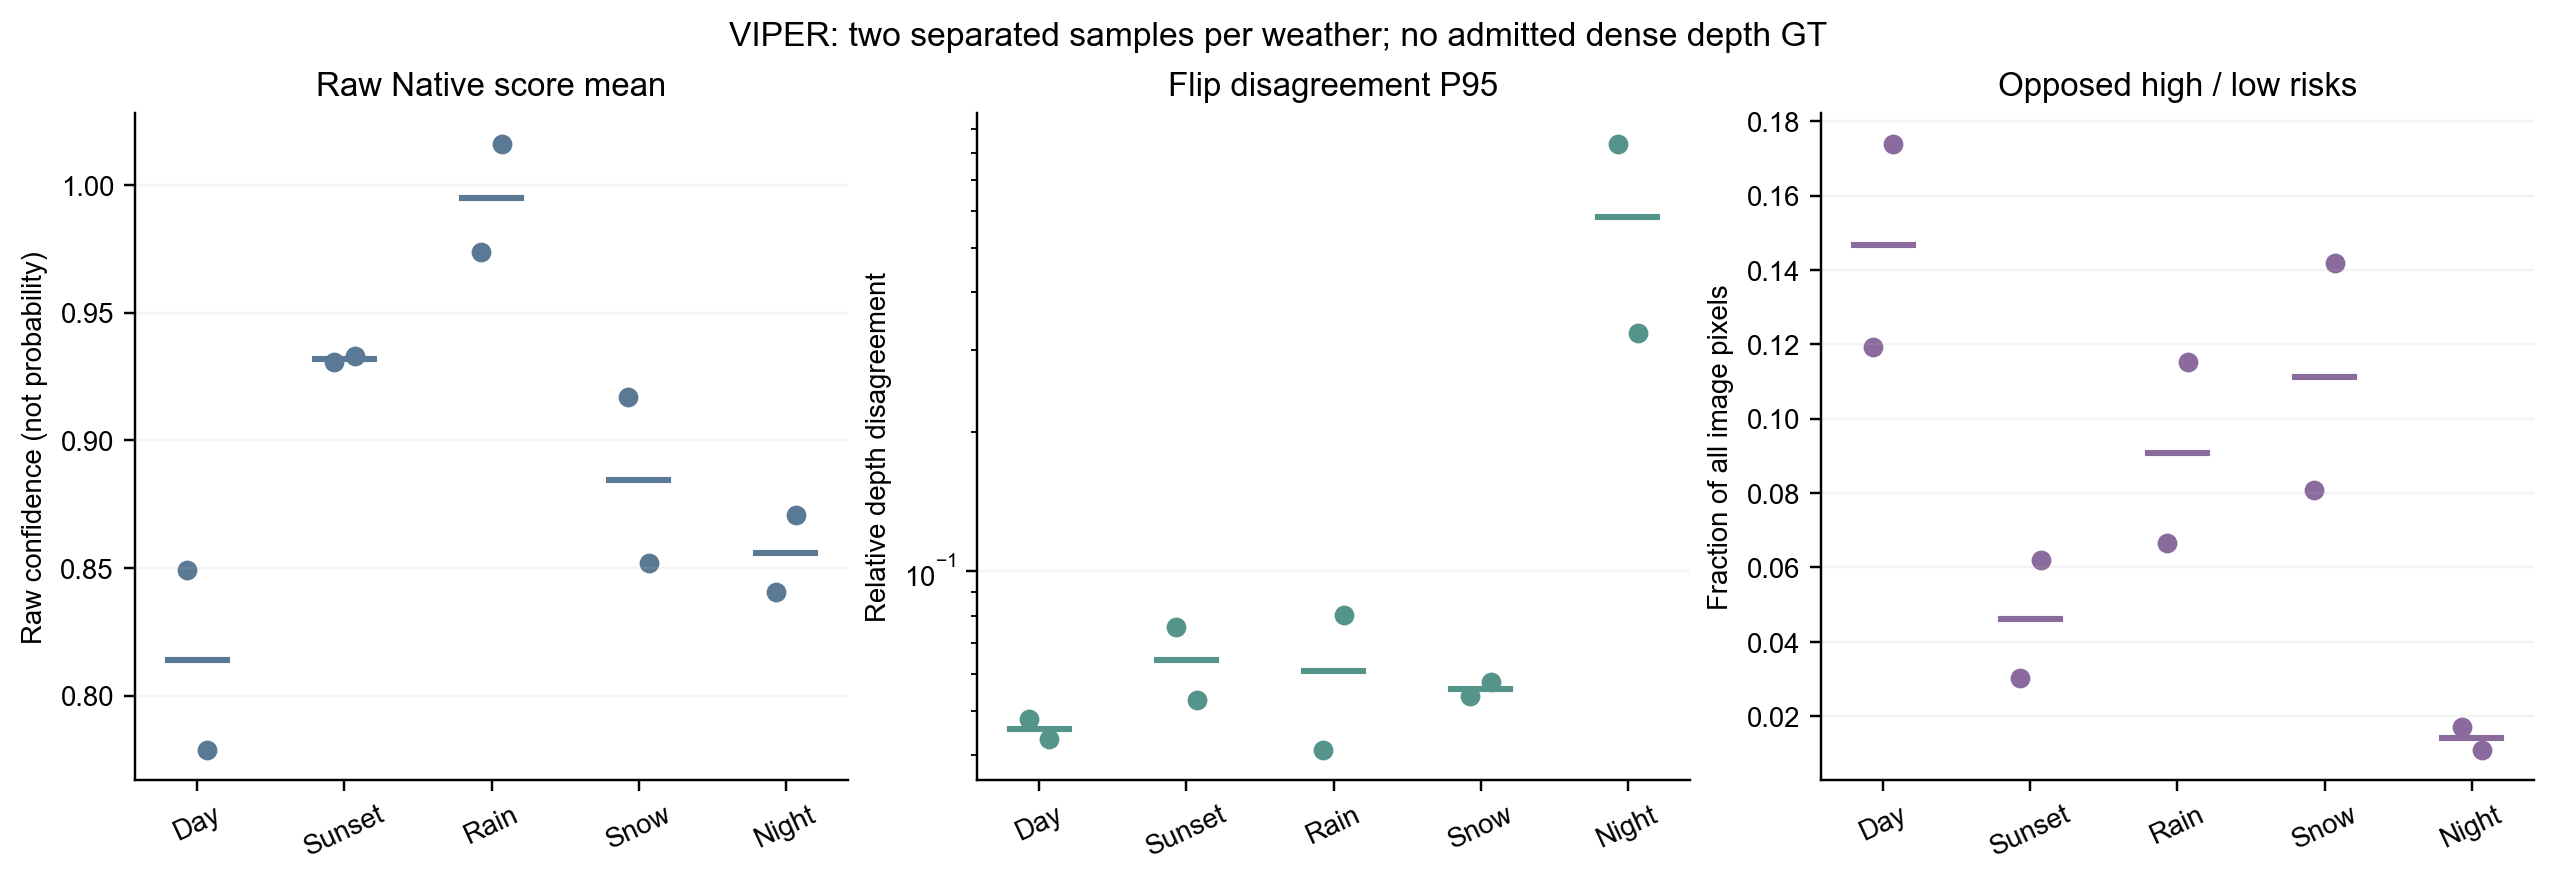 VIPER: two separated samples per weather; no admitted dense depth GT
Raw Native score mean
Raw confidence (not probability)
1.00
0.95
0.90
0.85
0.80
Day
Sunset
Rain
Snow
Night
Flip disagreement P95
Relative depth disagreement
10⁻¹
Day
Sunset
Rain
Snow
Night
Opposed high / low risks
Fraction of all image pixels
0.18
0.16
0.14
0.12
0.10
0.08
0.06
0.04
0.02
Day
Sunset
Rain
Snow
Night